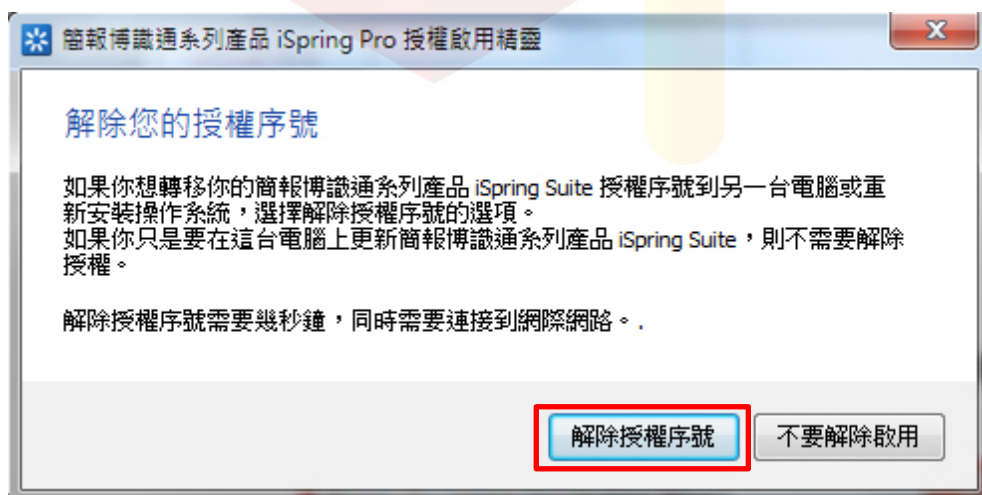 簡報博識通系列產品 iSpring Pro 授權啟用精靈
解除您的授權序號
如果你想轉移你的簡報博識通系列產品 iSpring Suite 授權序號到另一台電腦或重
新安裝操作系統，選擇解除授權序號的選項。
如果你只是要在這台電腦上更新簡報博識通系列產品 iSpring Suite，則不需要解除
授權。
解除授權序號需要幾秒鐘，同時需要連接到網際網路。.
解除授權序號
不要解除啟用